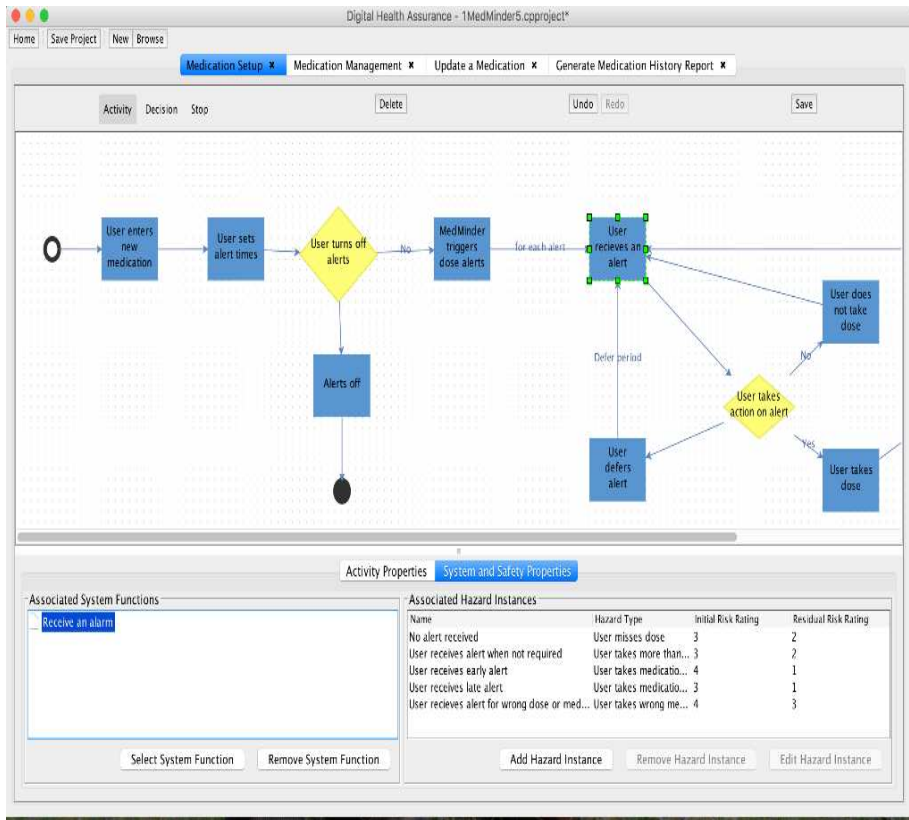 Digital Health Assurance - 1MedMinder5.cpproject*
Home Save Project New Browse
Medication Setup × Medication Management × Update a Medication × Generate Medication History Report ×
Activity Decision Stop Delete Undo Redo Save
User enters
new
medication
User sets
alert times
User turns off
alerts
No
MedMinder
triggers
dose alerts
for each alert
User
recieves an
alert
User does
not take
dose
Alerts off
Defer period
No
User takes
action on alert
User
defers
alert
Yes
User takes
dose
Activity Properties System and Safety Properties
Associated System Functions
Receive an alarm
Select System Function Remove System Function
Associated Hazard Instances
Name Hazard Type Initial Risk Rating Residual Risk Rating
No alert received User misses dose 3 2
User receives alert when not required User takes more than... 3 2
User receives early alert User takes medicatio... 4 1
User receives late alert User takes medicatio... 3 1
User recieves alert for wrong dose or med... User takes wrong me... 4 3
Add Hazard Instance Remove Hazard Instance Edit Hazard Instance